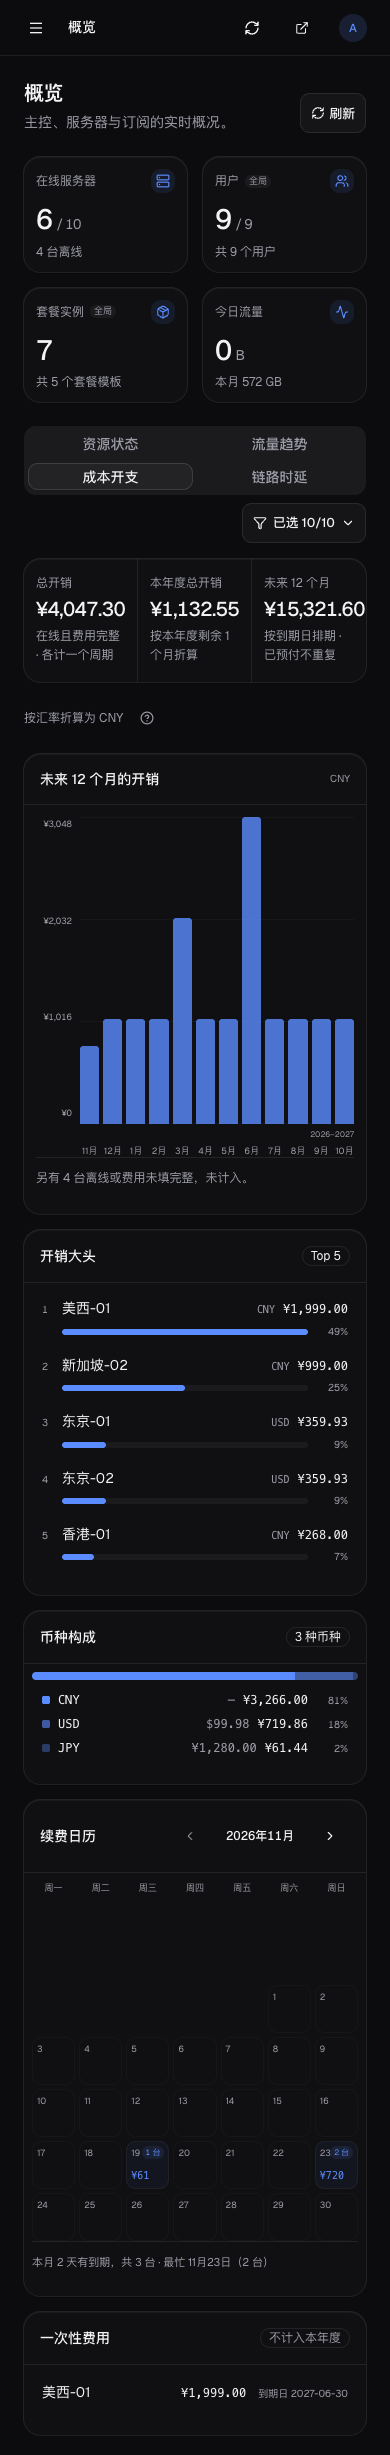 概览
A
概览
主控、服务器与订阅的实时概况。
刷新
在线服务器
6 / 10
4 台离线
用户 全局
9 / 9
共 9 个用户
套餐实例 全局
7
共 5 个套餐模板
今日流量
0 B
本月 572 GB
资源状态
流量趋势
成本开支
链路时延
已选 10/10
总开销
¥4,047.30
在线且费用完整
· 各计一个周期
本年度总开销
¥1,132.55
按本年度剩余 1
个月折算
未来 12 个月
¥15,321.60
按到期日排期 ·
已预付不重复
按汇率折算为 CNY
未来 12 个月的开销
CNY
¥3,048
¥2,032
¥1,016
¥0
2026–2027
11月 12月 1月 2月 3月 4月 5月 6月 7月 8月 9月 10月
另有 4 台离线或费用未填完整，未计入。
开销大头
Top 5
1 美西-01 CNY ¥1,999.00
49%
2 新加坡-02 CNY ¥999.00
25%
3 东京-01 USD ¥359.93
9%
4 东京-02 USD ¥359.93
9%
5 香港-01 CNY ¥268.00
7%
币种构成
3 种币种
CNY — ¥3,266.00 81%
USD $99.98 ¥719.86 18%
JPY ¥1,280.00 ¥61.44 2%
续费日历
2026年11月
周一 周二 周三 周四 周五 周六 周日
1 2
3 4 5 6 7 8 9
10 11 12 13 14 15 16
17 18 19 1 台 20 21 22 23 2 台
¥61 ¥720
24 25 26 27 28 29 30
本月 2 天有到期，共 3 台 · 最忙 11月23日（2 台）
一次性费用
不计入本年度
美西-01 ¥1,999.00 到期日 2027-06-30